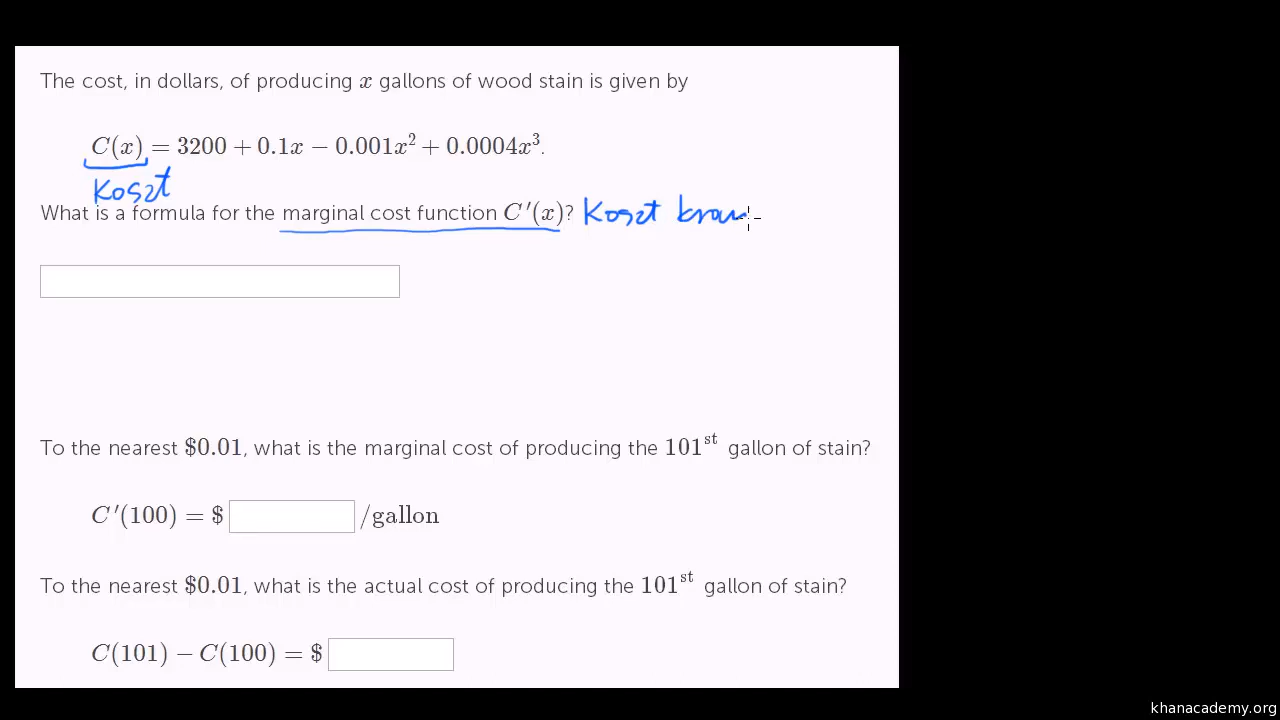 The cost, in dollars, of producing x gallons of wood stain is given by
C(x) = 3200 + 0.1x − 0.001x² + 0.0004x³.
Koszt
What is a formula for the marginal cost function C′(x)? Koszt krań
To the nearest $0.01, what is the marginal cost of producing the 101st gallon of stain?
C′(100) = $ /gallon
To the nearest $0.01, what is the actual cost of producing the 101st gallon of stain?
C(101) − C(100) = $
khanacademy.org